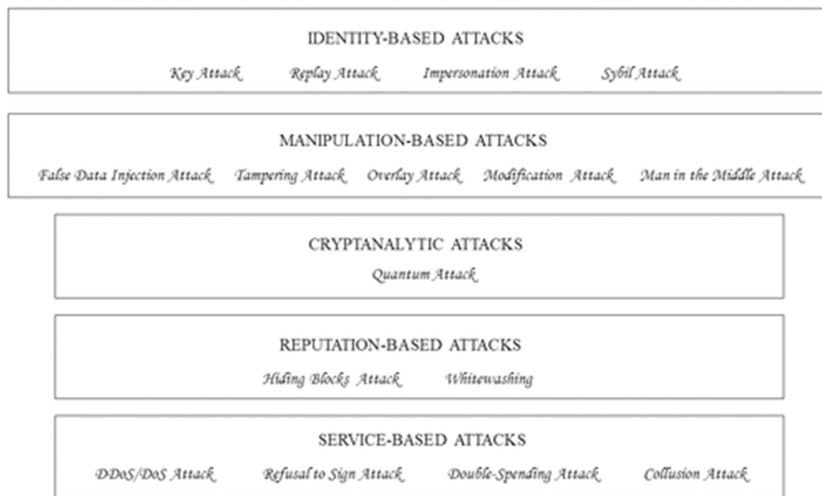 IDENTITY-BASED ATTACKS
Key Attack Replay Attack Impersonation Attack Sybil Attack
MANIPULATION-BASED ATTACKS
False Data Injection Attack Tampering Attack Overlay Attack Modification Attack Man in the Middle Attack
CRYPTANALYTIC ATTACKS
Quantum Attack
REPUTATION-BASED ATTACKS
Hiding Blocks Attack Whitewashing
SERVICE-BASED ATTACKS
DDoS/DoS Attack Refusal to Sign Attack Double-Spending Attack Collusion Attack